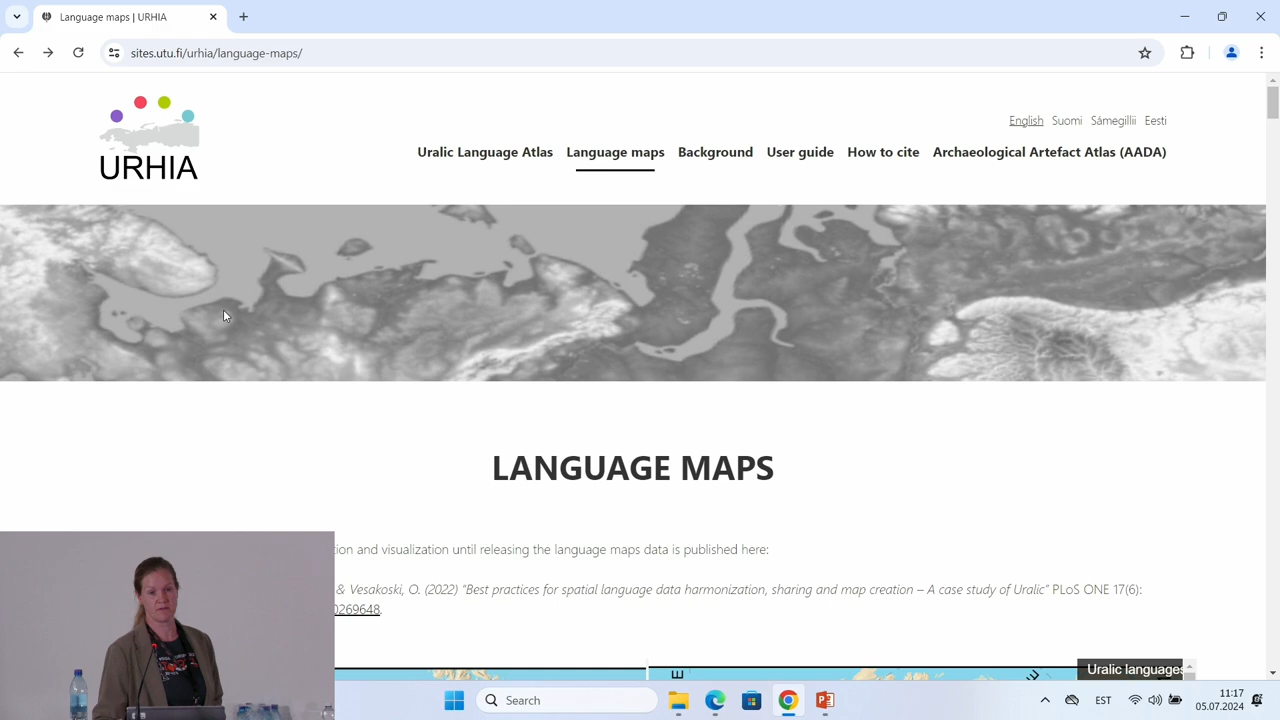 Language maps | URHIA
sites.utu.fi/urhia/language-maps/
English Suomi Sámegillii Eesti
URHIA
Uralic Language Atlas Language maps Background User guide How to cite Archaeological Artefact Atlas (AADA)
LANGUAGE MAPS
and visualization until releasing the language maps data is published here:
& Vesakoski, O. (2022) “Best practices for spatial language data harmonization, sharing and map creation – A case study of Uralic” PLoS ONE 17(6):
0269648.
Uralic languages
Search
EST
11:17
05.07.2024